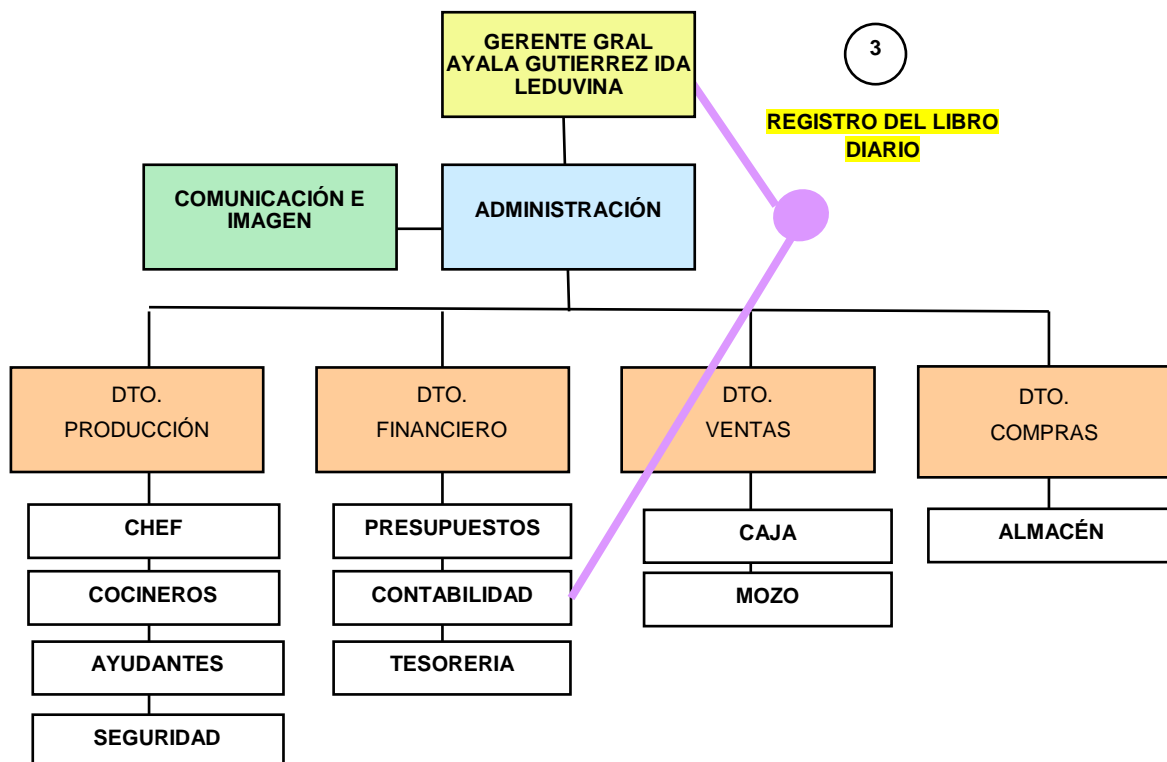 GERENTE GRAL
AYALA GUTIERREZ IDA
LEDUVINA
3
REGISTRO DEL LIBRO
DIARIO
COMUNICACIÓN E
IMAGEN
ADMINISTRACIÓN
DTO.
PRODUCCIÓN
DTO.
FINANCIERO
DTO.
VENTAS
DTO.
COMPRAS
CHEF
PRESUPUESTOS
CAJA
ALMACÉN
COCINEROS
CONTABILIDAD
MOZO
AYUDANTES
TESORERIA
SEGURIDAD